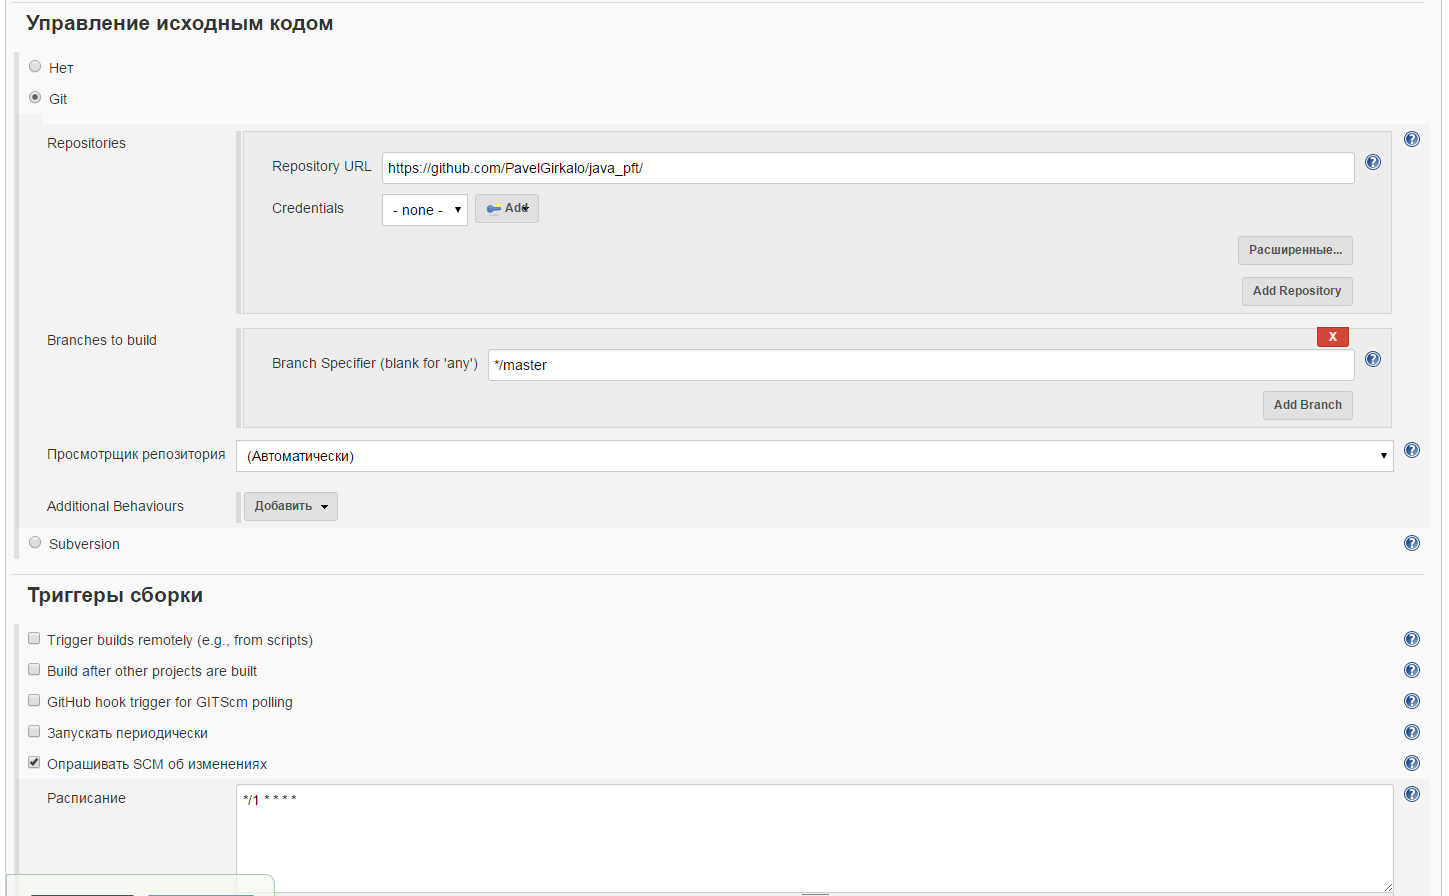 Управление исходным кодом
Нет
Git
Repositories
Repository URL
https://github.com/PavelGirkalo/java_pft/
Credentials
- none -
Add
Расширенные...
Add Repository
Branches to build
X
Branch Specifier (blank for 'any')
*/master
Add Branch
Просмотрщик репозитория
(Автоматически)
Additional Behaviours
Добавить
Subversion
Триггеры сборки
Trigger builds remotely (e.g., from scripts)
Build after other projects are built
GitHub hook trigger for GITScm polling
Запускать периодически
Опрашивать SCM об изменениях
Расписание
*/1 * * * *